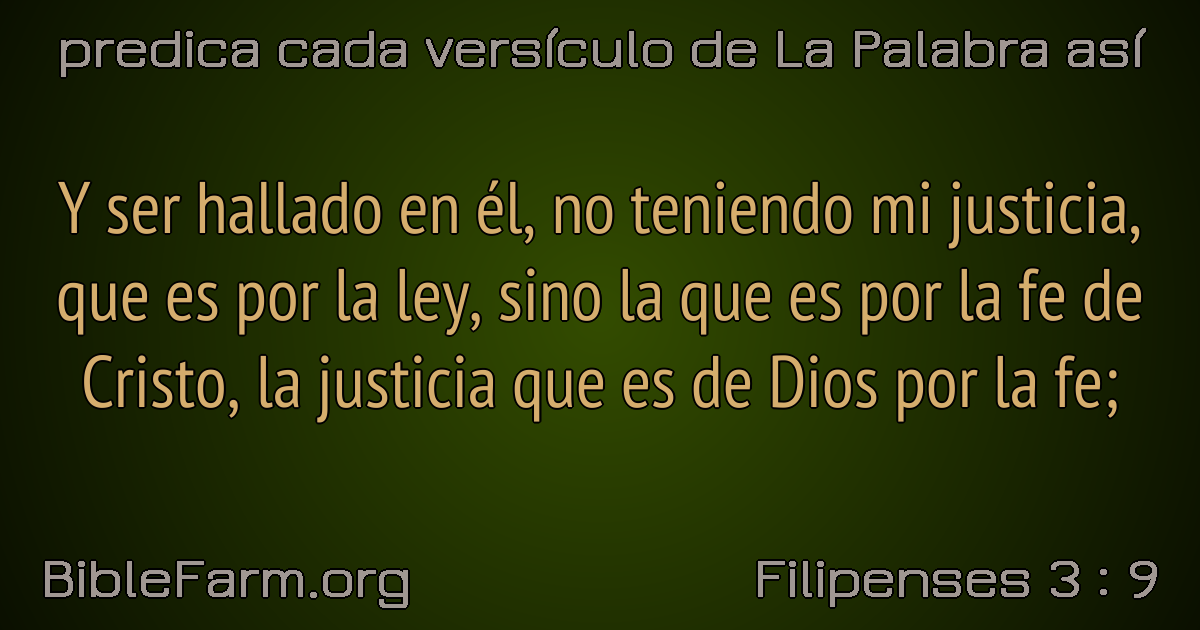 predica cada versículo de La Palabra así
Y ser hallado en él, no teniendo mi justicia,
que es por la ley, sino la que es por la fe de
Cristo, la justicia que es de Dios por la fe;
BibleFarm.org
Filipenses 3 : 9